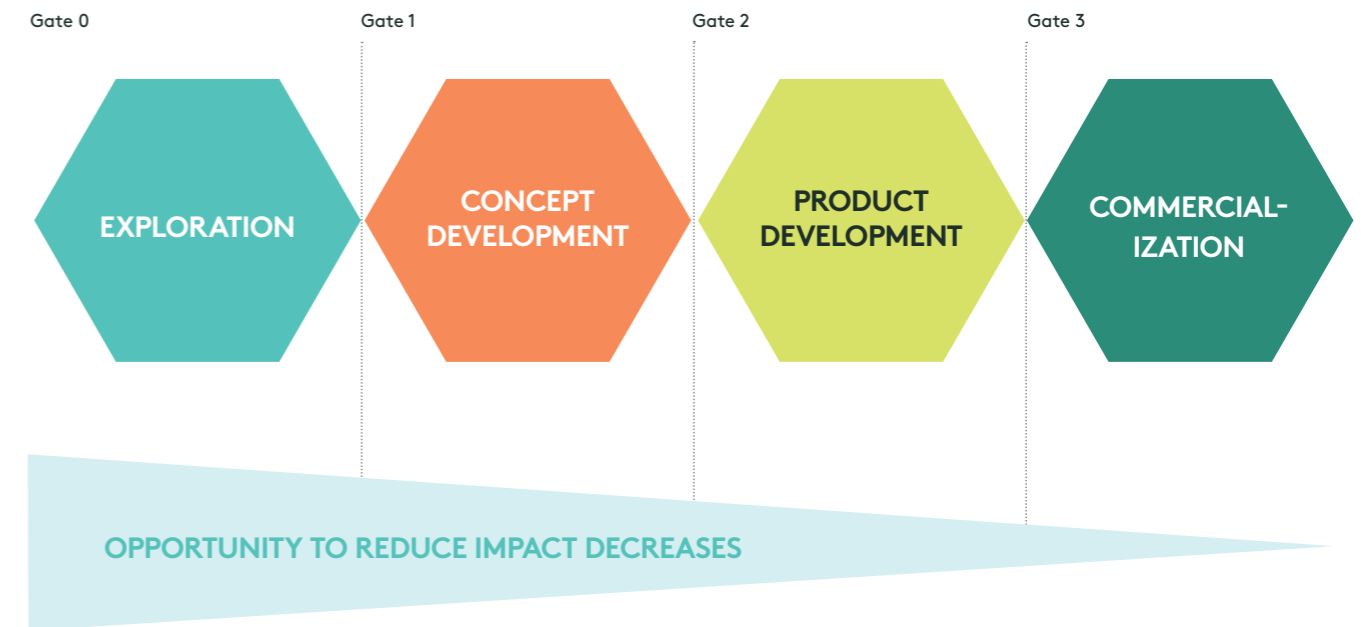 Gate 0
Gate 1
Gate 2
Gate 3
EXPLORATION
CONCEPT
DEVELOPMENT
PRODUCT
DEVELOPMENT
COMMERCIAL-
IZATION
OPPORTUNITY TO REDUCE IMPACT DECREASES